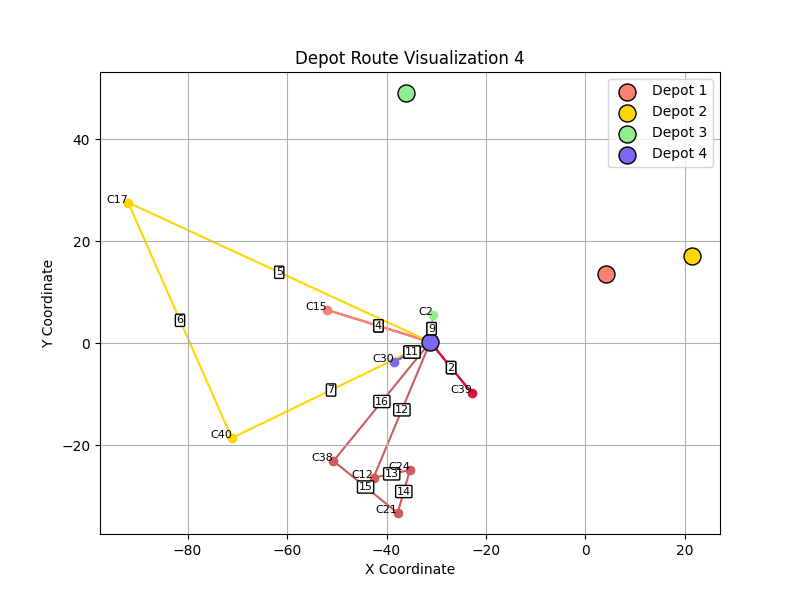 Depot Route Visualization 4
Depot 1
Depot 2
Depot 3
Depot 4
40
20
0
−20
Y Coordinate
C17
5
C15
6
4
C2
9
11
C30
2
C39
7
16
12
C40
C38
C24
C12
13
15
14
C21
−80
−60
−40
−20
0
20
X Coordinate